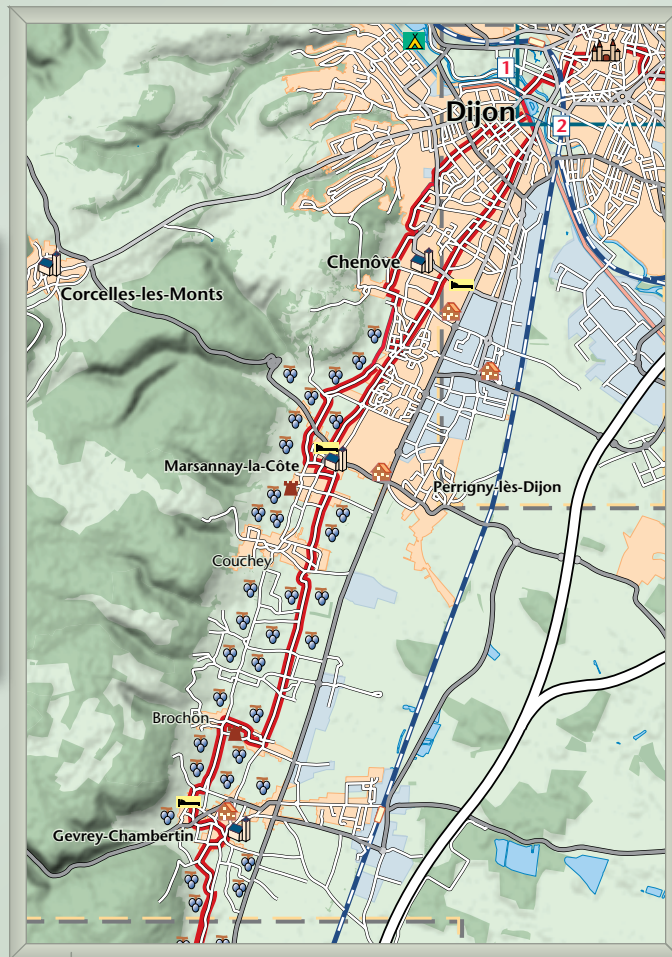 1
Dijon
2
Chenôve
Corcelles-les-Monts
Marsannay-la-Côte
Perrigny-lès-Dijon
Couchey
Brochon
Gevrey-Chambertin